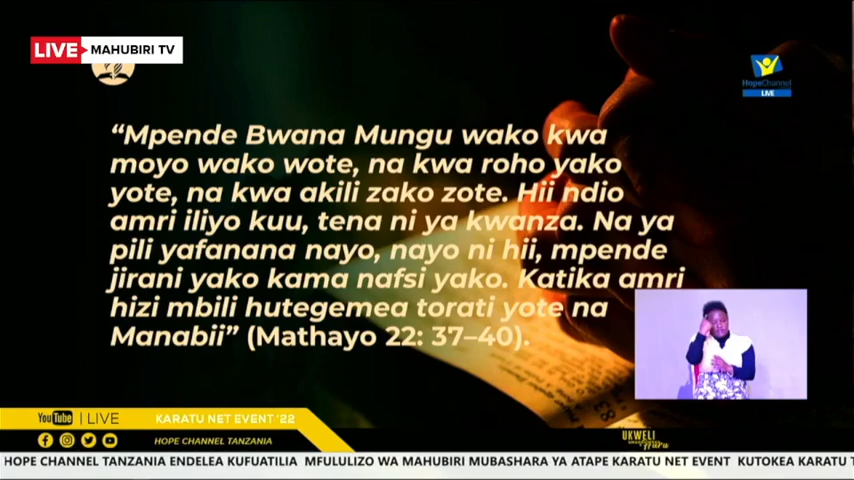 LIVE MAHUBIRI TV
HopeChannel
LIVE
“Mpende Bwana Mungu wako kwa
moyo wako wote, na kwa roho yako
yote, na kwa akili zako zote. Hii ndio
amri iliyo kuu, tena ni ya kwanza. Na ya
pili yafanana nayo, nayo ni hii, mpende
jirani yako kama nafsi yako. Katika amri
hizi mbili hutegemea torati yote na
Manabii” (Mathayo 22: 37–40).
YouTube | LIVE KARATU NET EVENT '22
HOPE CHANNEL TANZANIA
UKWELI
Huru
HOPE CHANNEL TANZANIA ENDELEA KUFUATILIA MFULULIZO WA MAHUBIRI MUBASHARA YA ATAPE KARATU NET EVENT KUTOKEA KARATU T